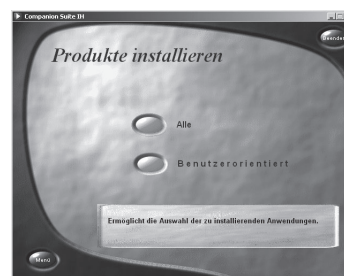 Companion Suite IH
Beenden
Produkte installieren
Alle
Benutzerorientiert
Ermöglicht die Auswahl der zu installierenden Anwendungen.
Menü